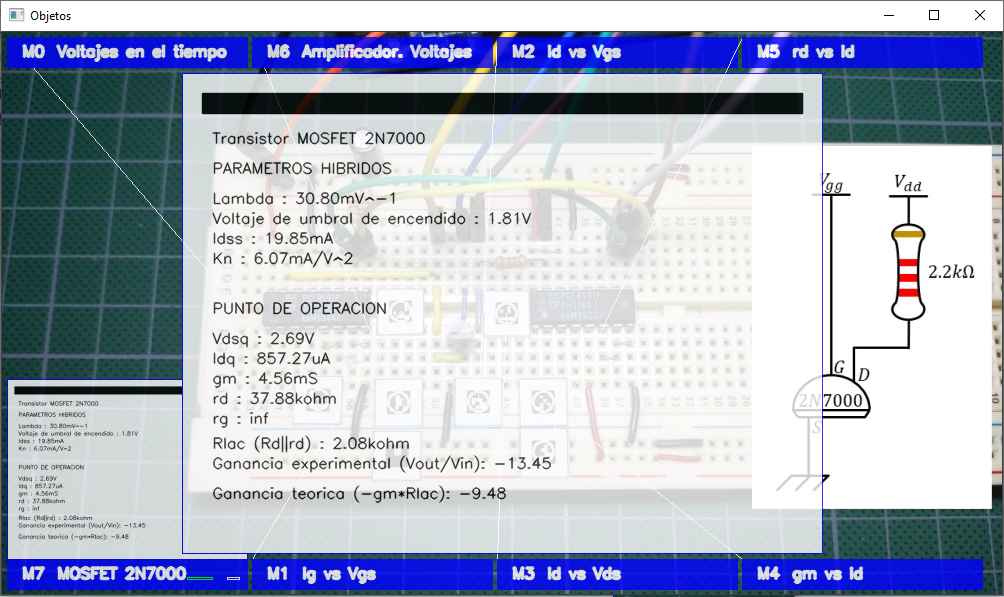 Objetos
M0 Voltajes en el tiempo
M6 Amplificador. Voltajes
M2 Id vs Vgs
M5 rd vs Id
Transistor MOSFET 2N7000
PARAMETROS HIBRIDOS
Lambda : 30.80mV^-1
Voltaje de umbral de encendido : 1.81V
Idss : 19.85mA
Kn : 6.07mA/V^2
PUNTO DE OPERACION
Vdsq : 2.69V
Idq : 857.27uA
gm : 4.56mS
rd : 37.88kohm
rg : inf
Rlac (Rd||rd) : 2.08kohm
Ganancia experimental (Vout/Vin): -13.45
Ganancia teorica (-gm*Rlac): -9.48
Vgg
Vdd
2.2kΩ
G
D
2N7000
S
Transistor MOSFET 2N7000
PARAMETROS HIBRIDOS
Lambda : 30.80mV^-1
Voltaje de umbral de encendido : 1.81V
Idss : 19.85mA
Kn : 6.07mA/V^2
PUNTO DE OPERACION
Vdsq : 2.69V
Idq : 857.27uA
gm : 4.56mS
rd : 37.88kohm
rg : inf
Rlac (Rd||rd) : 2.08kohm
Ganancia experimental (Vout/Vin): -13.45
Ganancia teorica (-gm*Rlac): -9.48
M7 MOSFET 2N7000
M1 Ig vs Vgs
M3 Id vs Vds
M4 gm vs Id